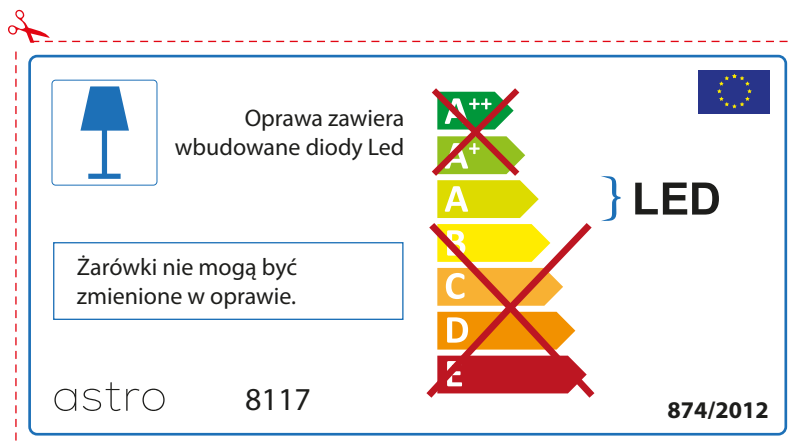 Oprawa zawiera
wbudowane diody Led
Żarówki nie mogą być
zmienione w oprawie.
A++
A+
A
B
C
D
E
LED
astro
8117
874/2012